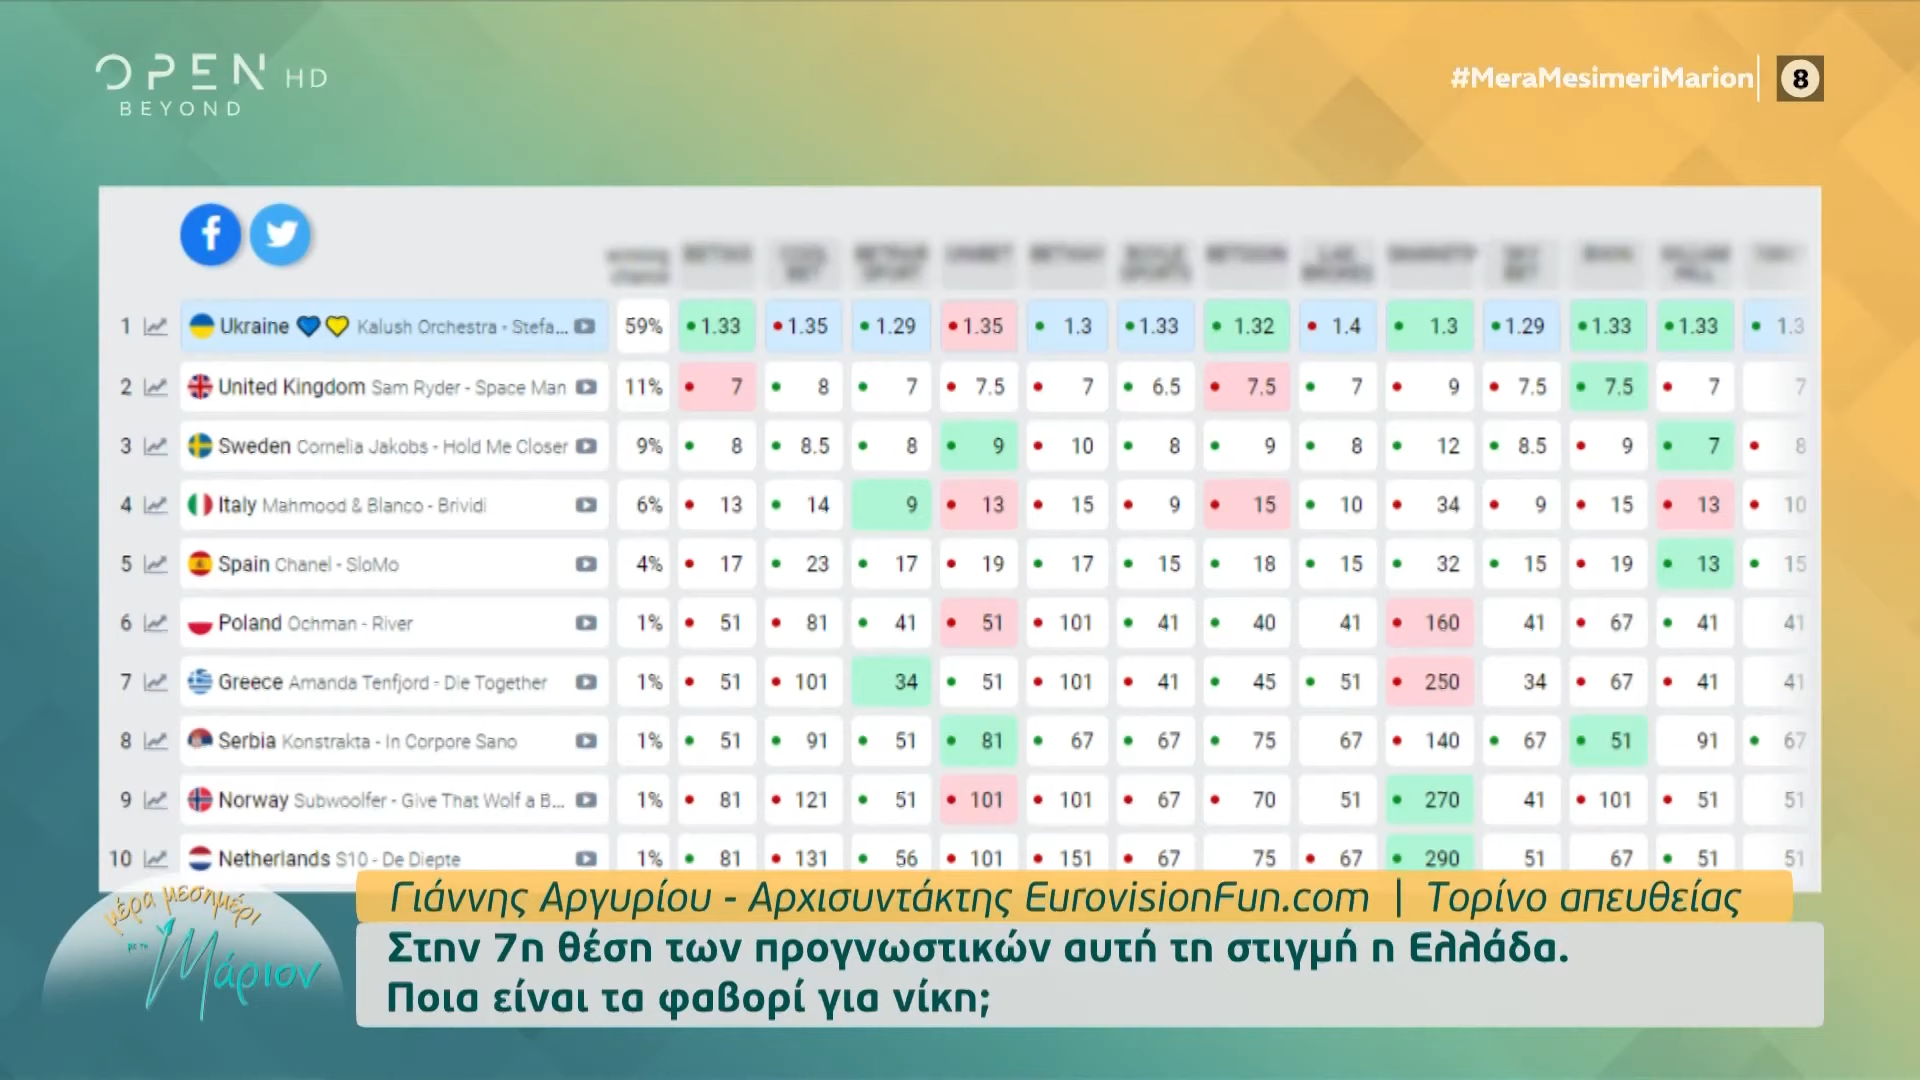 OPEN HD
BEYOND
#MeraMesimeriMarion 8
winning chance
1 Ukraine 💙💛 Kalush Orchestra - Stefa... 59% 1.33 1.35 1.29 1.35 1.3 1.33 1.32 1.4 1.3 1.29 1.33 1.33 1.3
2 United Kingdom Sam Ryder - Space Man 11% 7 8 7 7.5 7 6.5 7.5 7 9 7.5 7.5 7 7
3 Sweden Cornelia Jakobs - Hold Me Closer 9% 8 8.5 8 9 10 8 9 8 12 8.5 9 7 8
4 Italy Mahmood & Blanco - Brividi 6% 13 14 9 13 15 9 15 10 34 9 15 13 10
5 Spain Chanel - SloMo 4% 17 23 17 19 17 15 18 15 32 15 19 13 15
6 Poland Ochman - River 1% 51 81 41 51 101 41 40 41 160 41 67 41 41
7 Greece Amanda Tenfjord - Die Together 1% 51 101 34 51 101 41 45 51 250 34 67 41 41
8 Serbia Konstrakta - In Corpore Sano 1% 51 91 51 81 67 67 75 67 140 67 51 91 67
9 Norway Subwoolfer - Give That Wolf a B... 1% 81 121 51 101 101 67 70 51 270 41 101 51 51
10 Netherlands S10 - De Diepte 1% 81 131 56 101 151 67 75 67 290 51 67 51 51
μέρα μεσημέρι
με τη
Μάριον
Γιάννης Αργυρίου - Αρχισυντάκτης EurovisionFun.com | Τορίνο απευθείας
Στην 7η θέση των προγνωστικών αυτή τη στιγμή η Ελλάδα.
Ποια είναι τα φαβορί για νίκη;